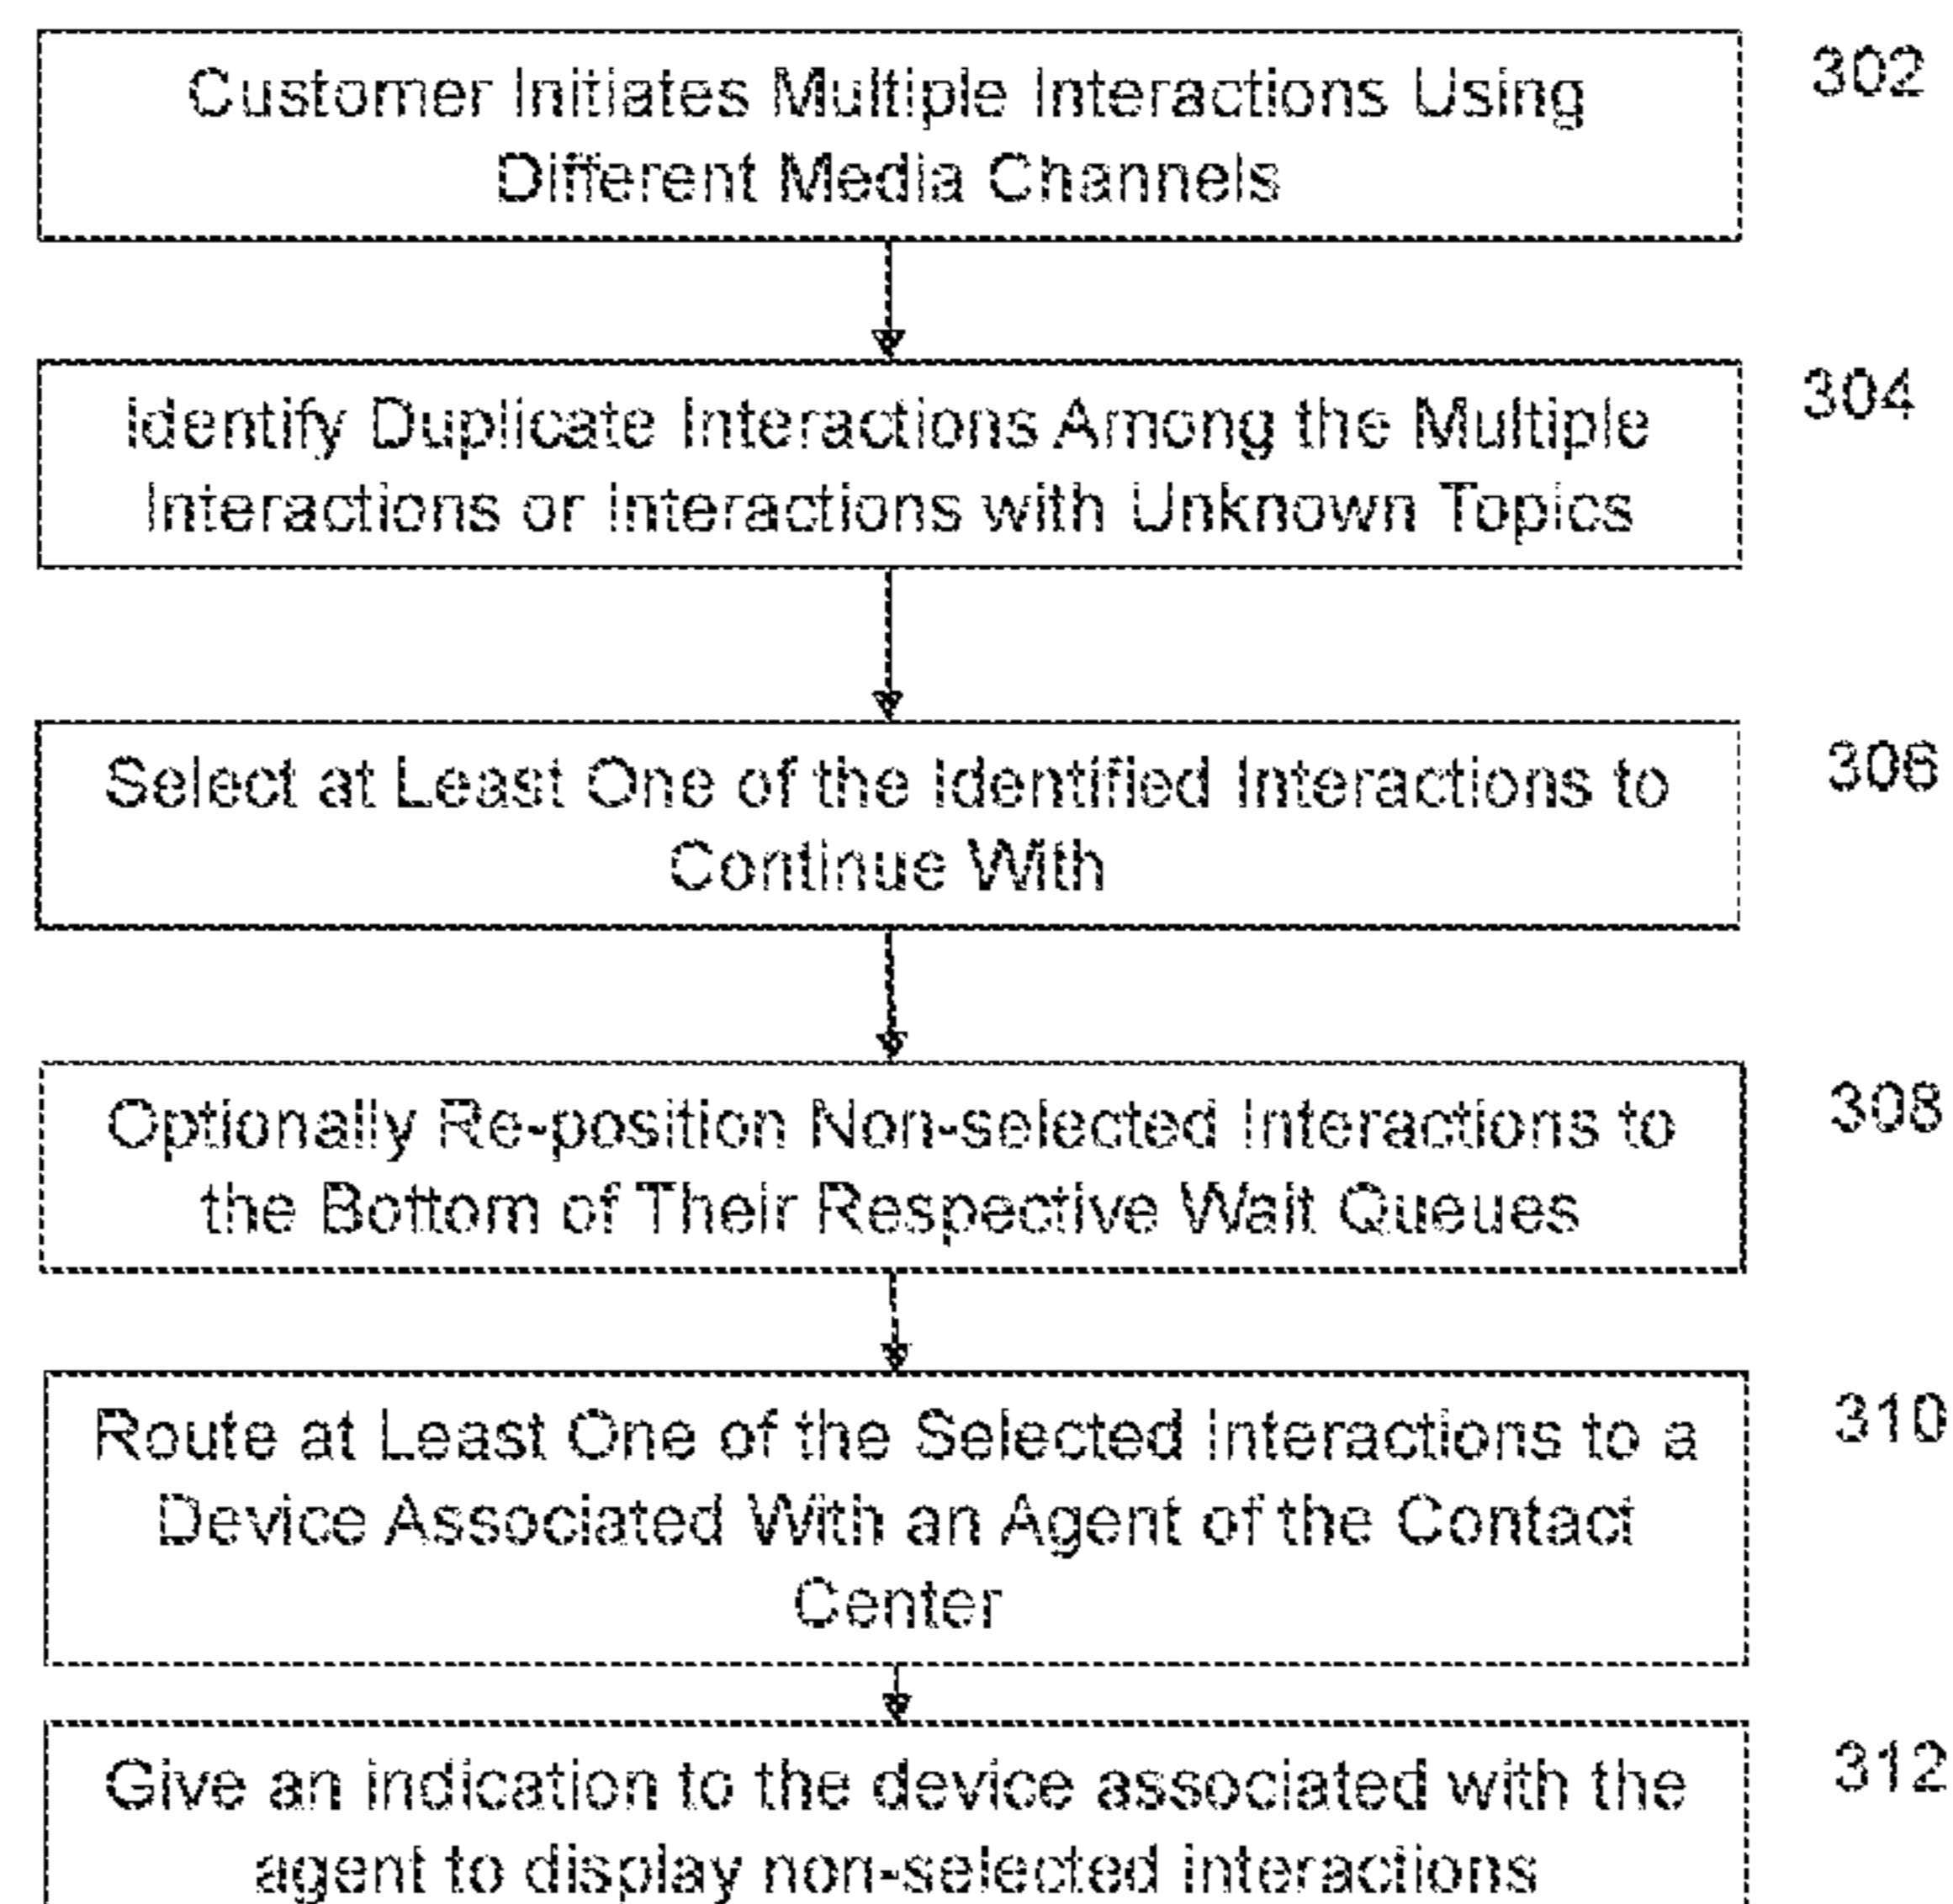 Customer Initiates Multiple Interactions Using
Different Media Channels
302
Identify Duplicate Interactions Among the Multiple
Interactions or Interactions with Unknown Topics
304
Select at Least One of the Identified Interactions to
Continue With
306
Optionally Re-position Non-selected Interactions to
the Bottom of Their Respective Wait Queues
308
Route at Least One of the Selected Interactions to a
Device Associated With an Agent of the Contact
Center
310
Give an indication to the device associated with the
agent to display non-selected interactions
312